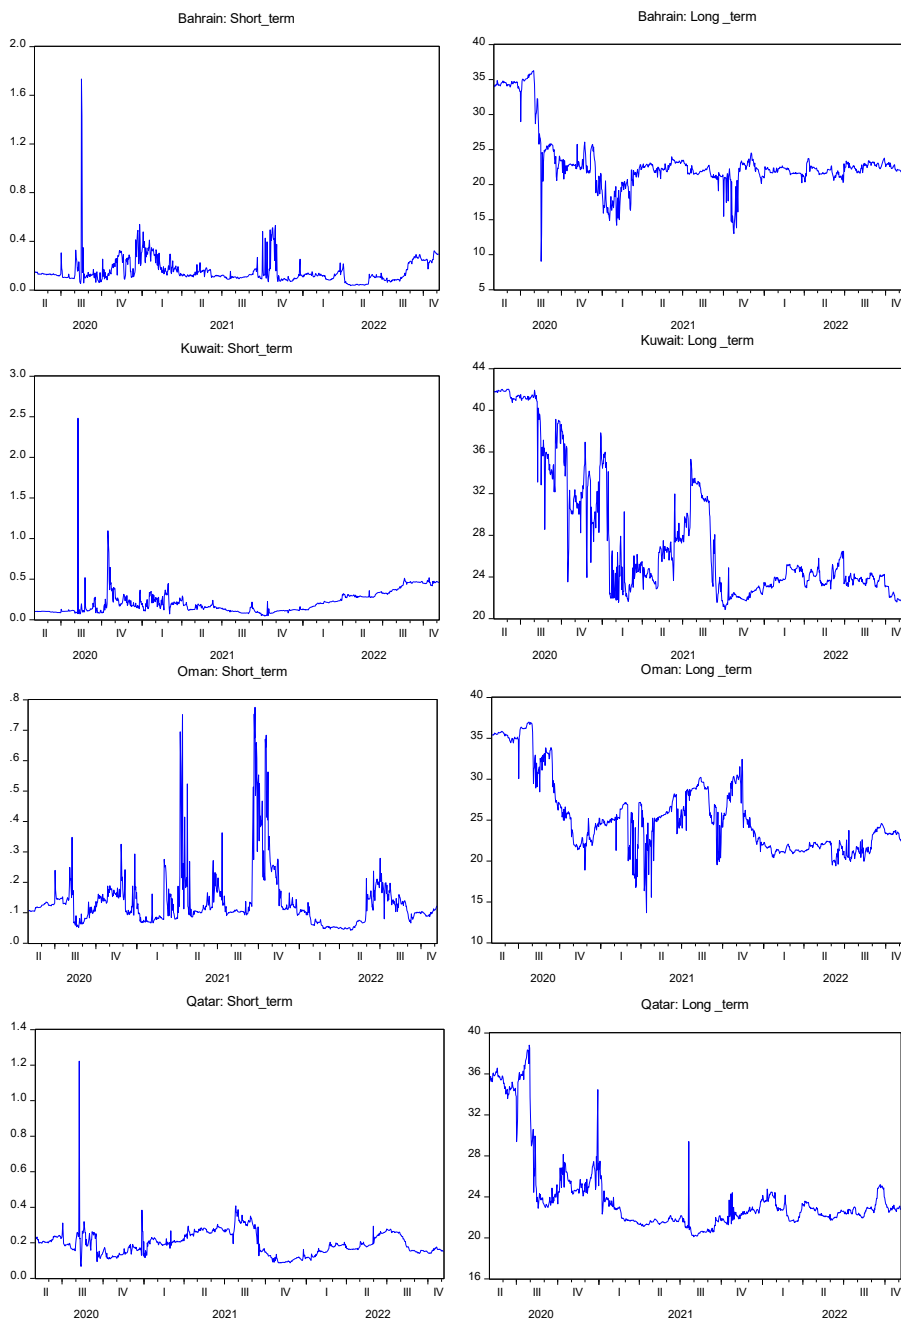 Bahrain: Short_term
2.0
1.6
1.2
0.8
0.4
0.0
II III IV I II III IV I II III IV
2020 2021 2022
Bahrain: Long _term
40
35
30
25
20
15
10
5
II III IV I II III IV I II III IV
2020 2021 2022
Kuwait: Short_term
3.0
2.5
2.0
1.5
1.0
0.5
0.0
II III IV I II III IV I II III IV
2020 2021 2022
Kuwait: Long _term
44
40
36
32
28
24
20
II III IV I II III IV I II III IV
2020 2021 2022
Oman: Short_term
.8
.7
.6
.5
.4
.3
.2
.1
.0
II III IV I II III IV I II III IV
2020 2021 2022
Oman: Long _term
40
35
30
25
20
15
10
II III IV I II III IV I II III IV
2020 2021 2022
Qatar: Short_term
1.4
1.2
1.0
0.8
0.6
0.4
0.2
0.0
II III IV I II III IV I II III IV
2020 2021 2022
Qatar: Long _term
40
36
32
28
24
20
16
II III IV I II III IV I II III IV
2020 2021 2022